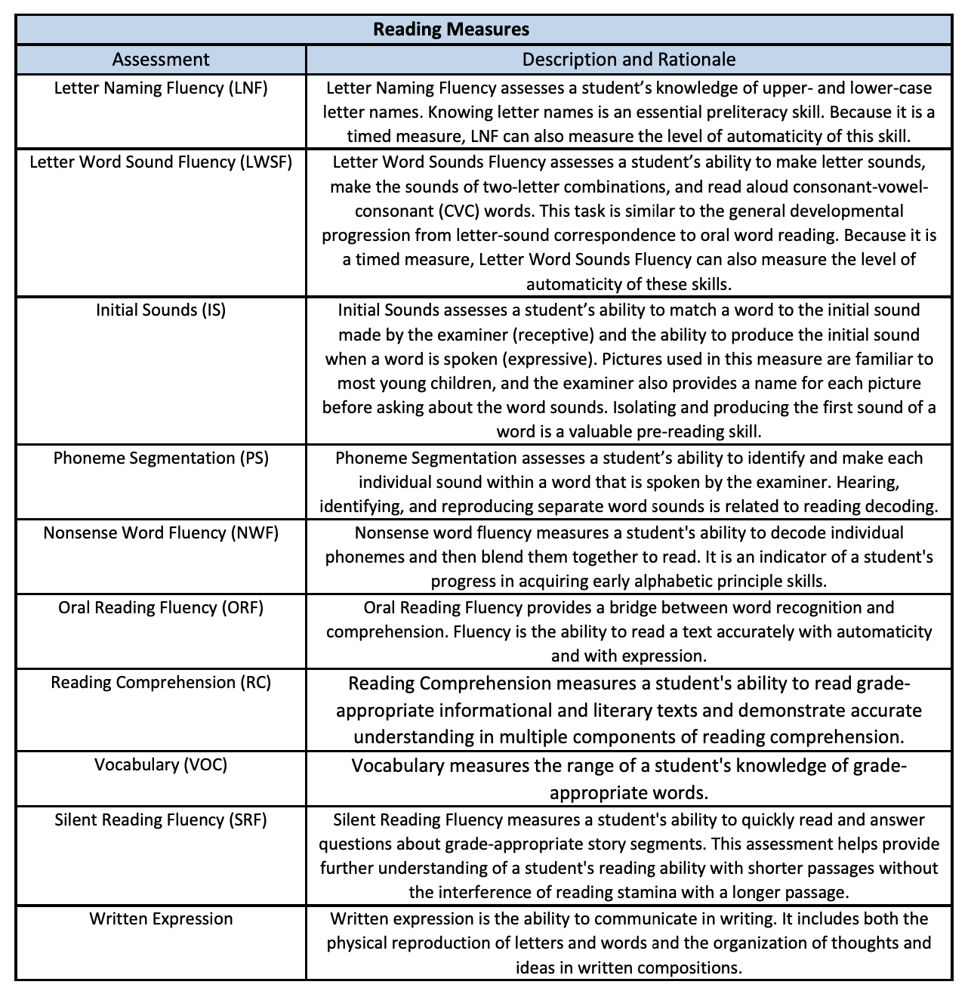 Reading Measures
Assessment
Description and Rationale
Letter Naming Fluency (LNF)
Letter Naming Fluency assesses a student’s knowledge of upper- and lower-case
letter names. Knowing letter names is an essential preliteracy skill. Because it is a
timed measure, LNF can also measure the level of automaticity of this skill.
Letter Word Sound Fluency (LWSF)
Letter Word Sounds Fluency assesses a student’s ability to make letter sounds,
make the sounds of two-letter combinations, and read aloud consonant-vowel-
consonant (CVC) words. This task is similar to the general developmental
progression from letter-sound correspondence to oral word reading. Because it is
a timed measure, Letter Word Sounds Fluency can also measure the level of
automaticity of these skills.
Initial Sounds (IS)
Initial Sounds assesses a student’s ability to match a word to the initial sound
made by the examiner (receptive) and the ability to produce the initial sound
when a word is spoken (expressive). Pictures used in this measure are familiar to
most young children, and the examiner also provides a name for each picture
before asking about the word sounds. Isolating and producing the first sound of a
word is a valuable pre-reading skill.
Phoneme Segmentation (PS)
Phoneme Segmentation assesses a student’s ability to identify and make each
individual sound within a word that is spoken by the examiner. Hearing,
identifying, and reproducing separate word sounds is related to reading decoding.
Nonsense Word Fluency (NWF)
Nonsense word fluency measures a student's ability to decode individual
phonemes and then blend them together to read. It is an indicator of a student's
progress in acquiring early alphabetic principle skills.
Oral Reading Fluency (ORF)
Oral Reading Fluency provides a bridge between word recognition and
comprehension. Fluency is the ability to read a text accurately with automaticity
and with expression.
Reading Comprehension (RC)
Reading Comprehension measures a student's ability to read grade-
appropriate informational and literary texts and demonstrate accurate
understanding in multiple components of reading comprehension.
Vocabulary (VOC)
Vocabulary measures the range of a student's knowledge of grade-
appropriate words.
Silent Reading Fluency (SRF)
Silent Reading Fluency measures a student's ability to quickly read and answer
questions about grade-appropriate story segments. This assessment helps provide
further understanding of a student's reading ability with shorter passages without
the interference of reading stamina with a longer passage.
Written Expression
Written expression is the ability to communicate in writing. It includes both the
physical reproduction of letters and words and the organization of thoughts and
ideas in written compositions.